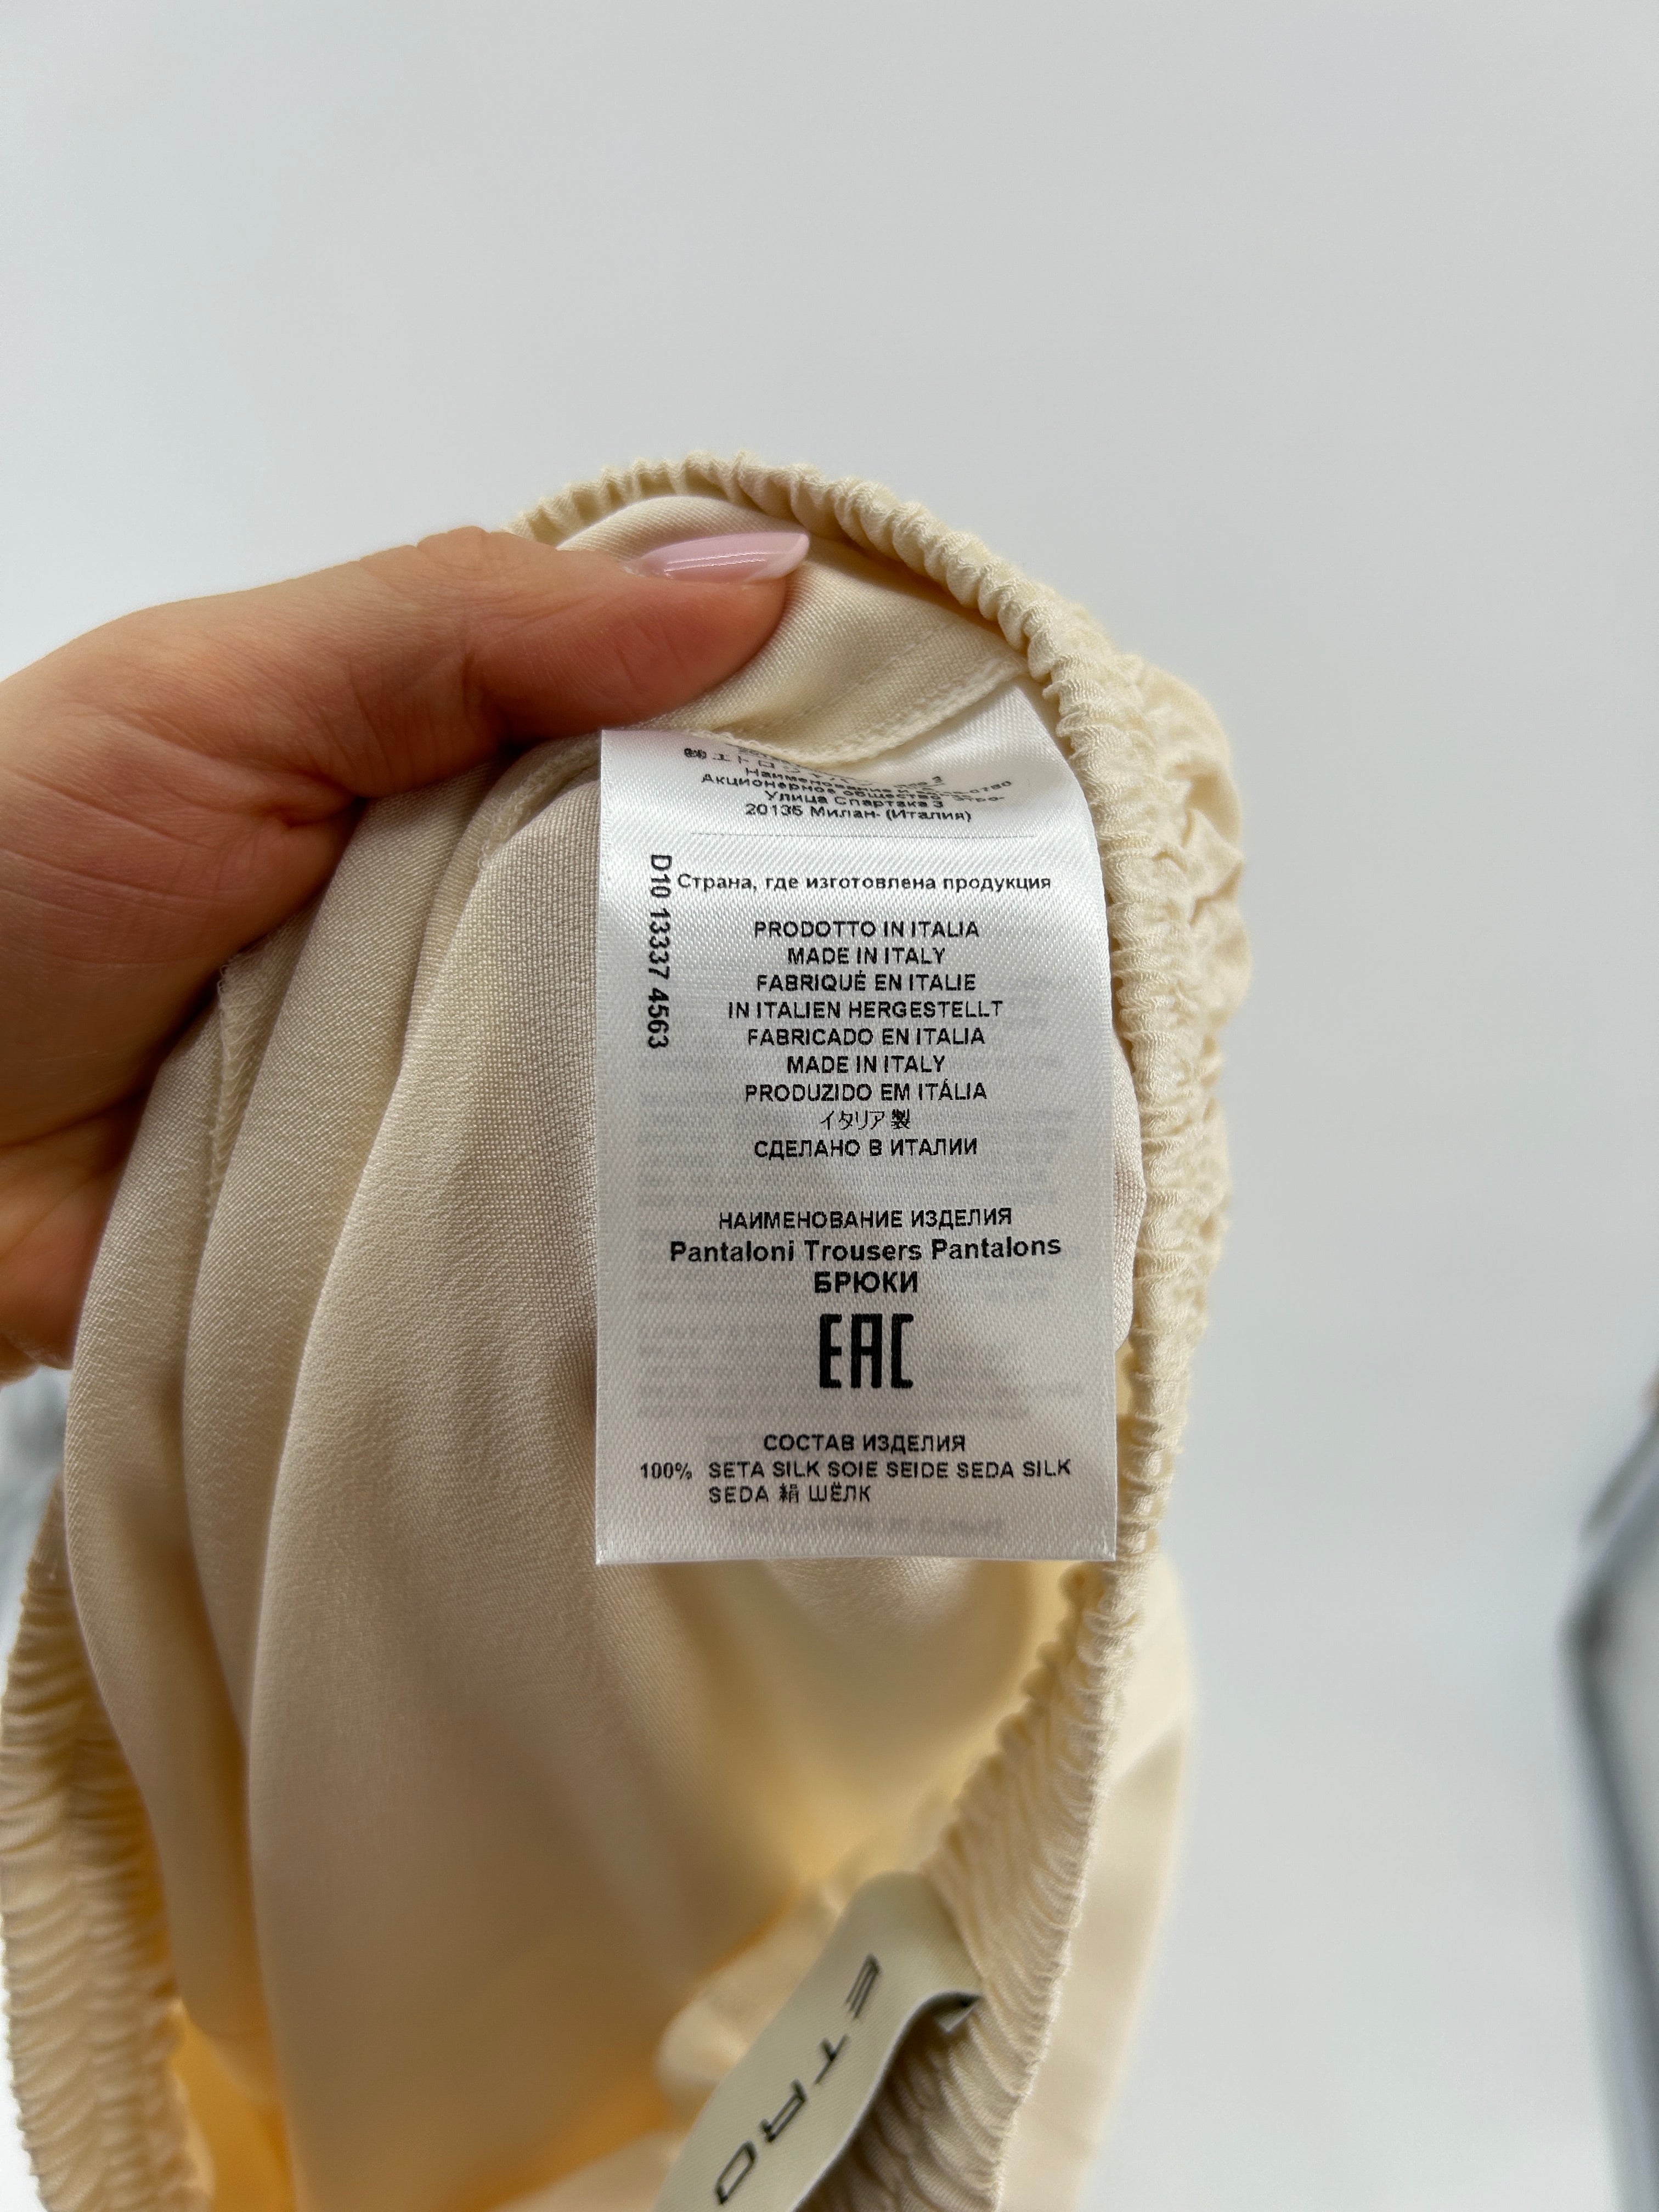 Акционерное общество "Этро-
Улица Спартака 3
20135 Милан- (Италия)
D10 13337 4563
Страна, где изготовлена продукция
PRODOTTO IN ITALIA
MADE IN ITALY
FABRIQUÉ EN ITALIE
IN ITALIEN HERGESTELLT
FABRICADO EN ITALIA
MADE IN ITALY
PRODUZIDO EM ITÁLIA
イタリア製
СДЕЛАНО В ИТАЛИИ
НАИМЕНОВАНИЕ ИЗДЕЛИЯ
Pantaloni Trousers Pantalons
БРЮКИ
EAC
СОСТАВ ИЗДЕЛИЯ
100% SETA SILK SOIE SEIDE SEDA SILK
SEDA 絹 ШЁЛК
ETRO